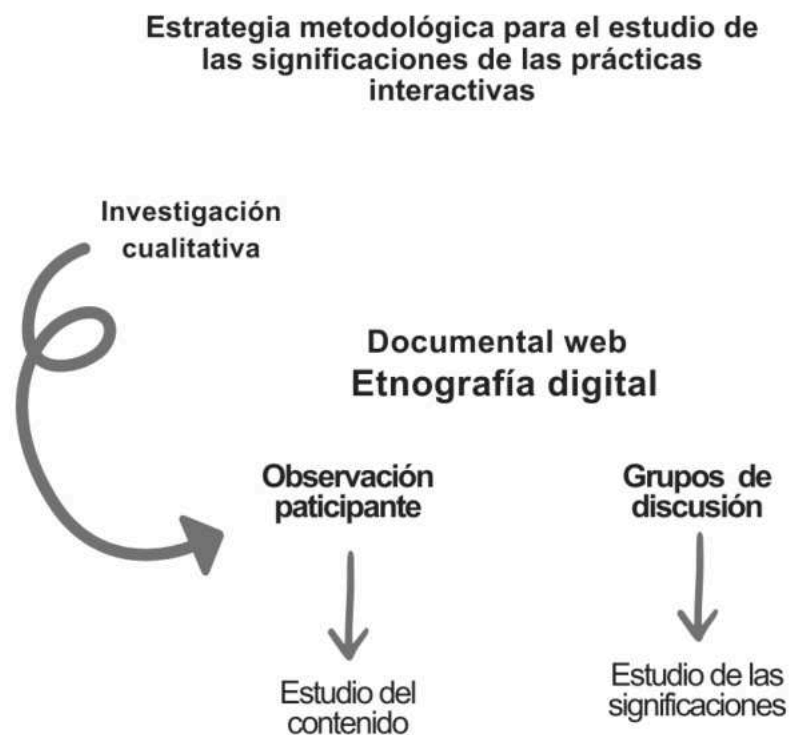 Estrategia metodológica para el estudio de
las significaciones de las prácticas
interactivas
Investigación
cualitativa
Documental web
Etnografía digital
Observación
paticipante
Grupos de
discusión
Estudio del
contenido
Estudio de las
significaciones